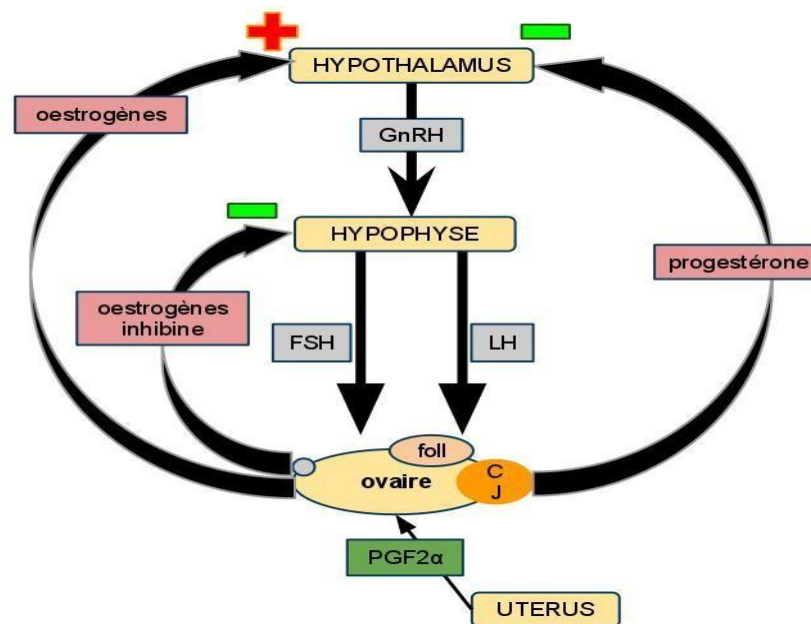 HYPOTHALAMUS
oestrogènes
GnRH
HYPOPHYSE
progestérone
oestrogènes
inhibine
FSH
LH
foll
ovaire
C
J
PGF2α
UTERUS